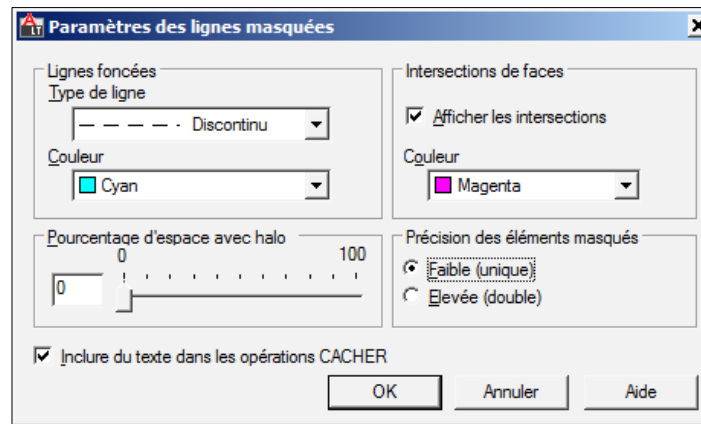 LT Paramètres des lignes masquées
Lignes foncées
Type de ligne
Discontinu
Couleur
Cyan
Intersections de faces
Afficher les intersections
Couleur
Magenta
Pourcentage d'espace avec halo
0 100
0
Précision des éléments masqués
Faible (unique)
Elevée (double)
Inclure du texte dans les opérations CACHER
OK Annuler Aide